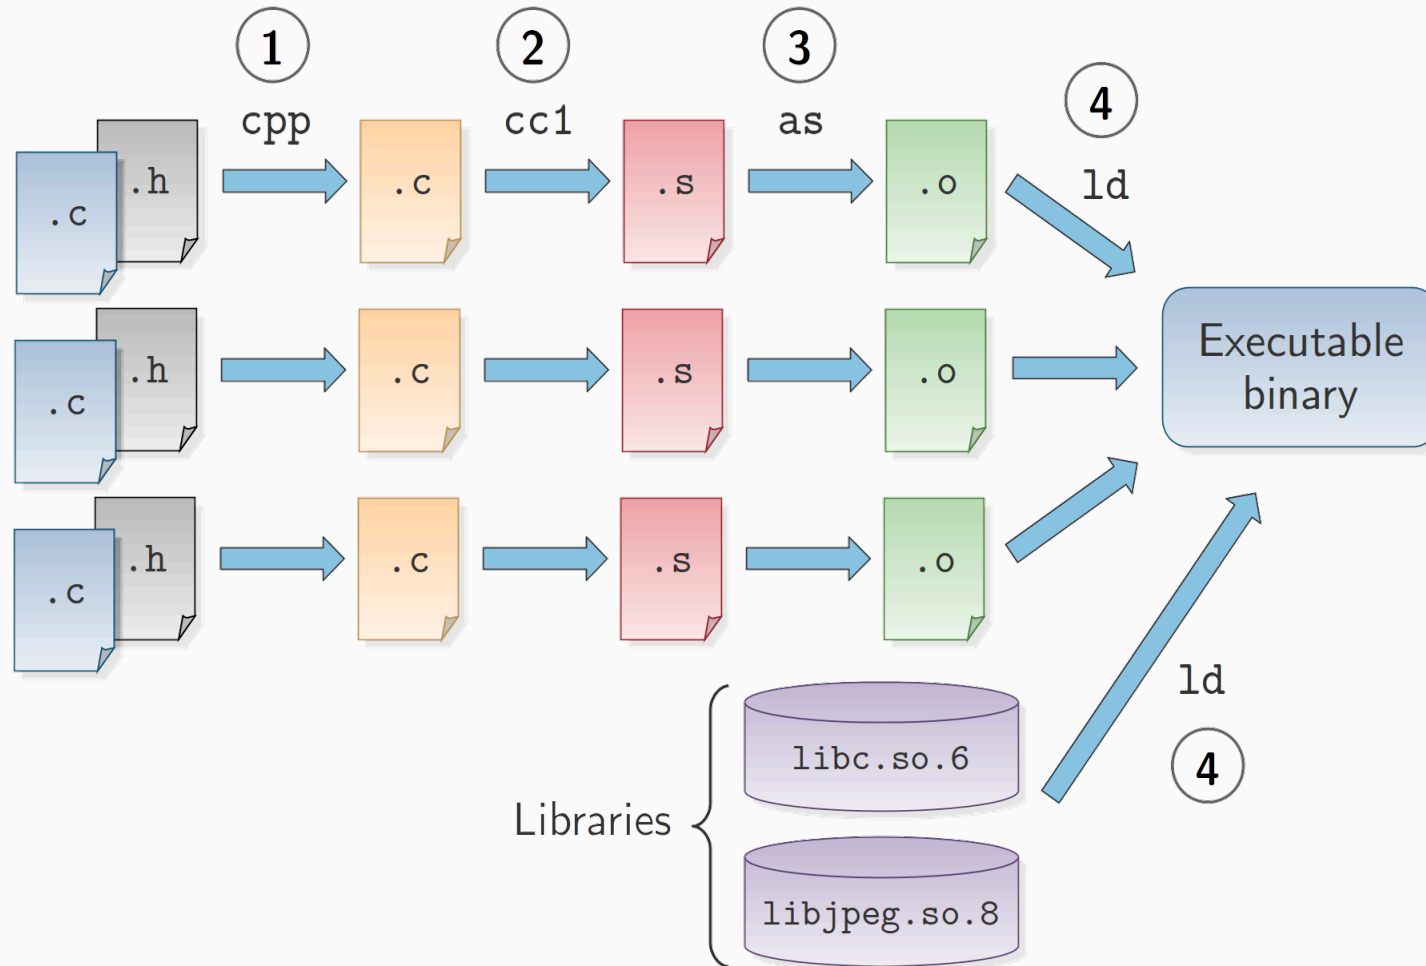 1
2
3
4
cpp
cc1
as
ld
.h
.c
.c
.s
.o
.h
.c
.c
.s
.o
Executable
binary
.h
.c
.c
.s
.o
ld
4
Libraries
libc.so.6
libjpeg.so.8